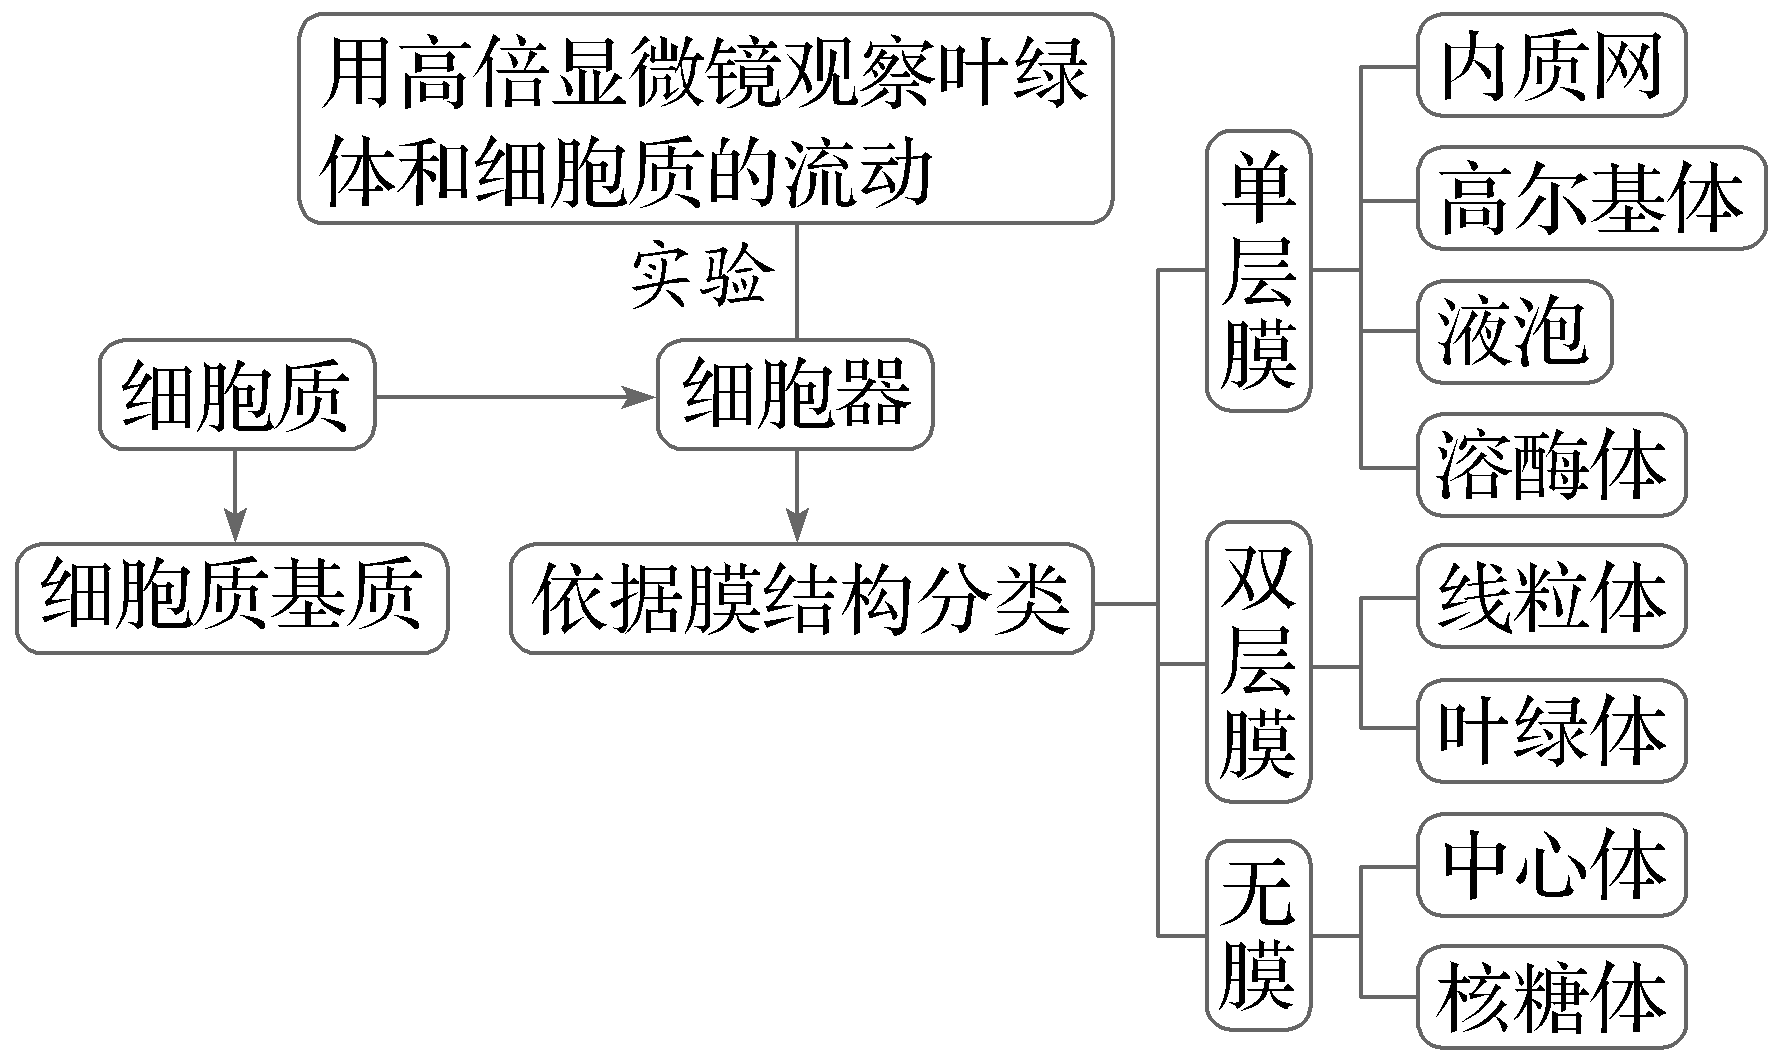 用高倍显微镜观察叶绿
体和细胞质的流动
实验
细胞质
细胞器
细胞质基质
依据膜结构分类
单层膜
内质网
高尔基体
液泡
溶酶体
双层膜
线粒体
叶绿体
无膜
中心体
核糖体